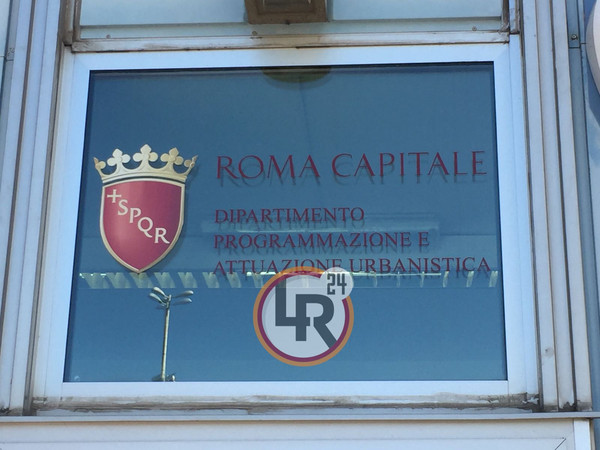 ROMA CAPITALE
+SPQR
DIPARTIMENTO
PROGRAMMAZIONE E
ATTUAZIONE URBANISTICA
LR 24